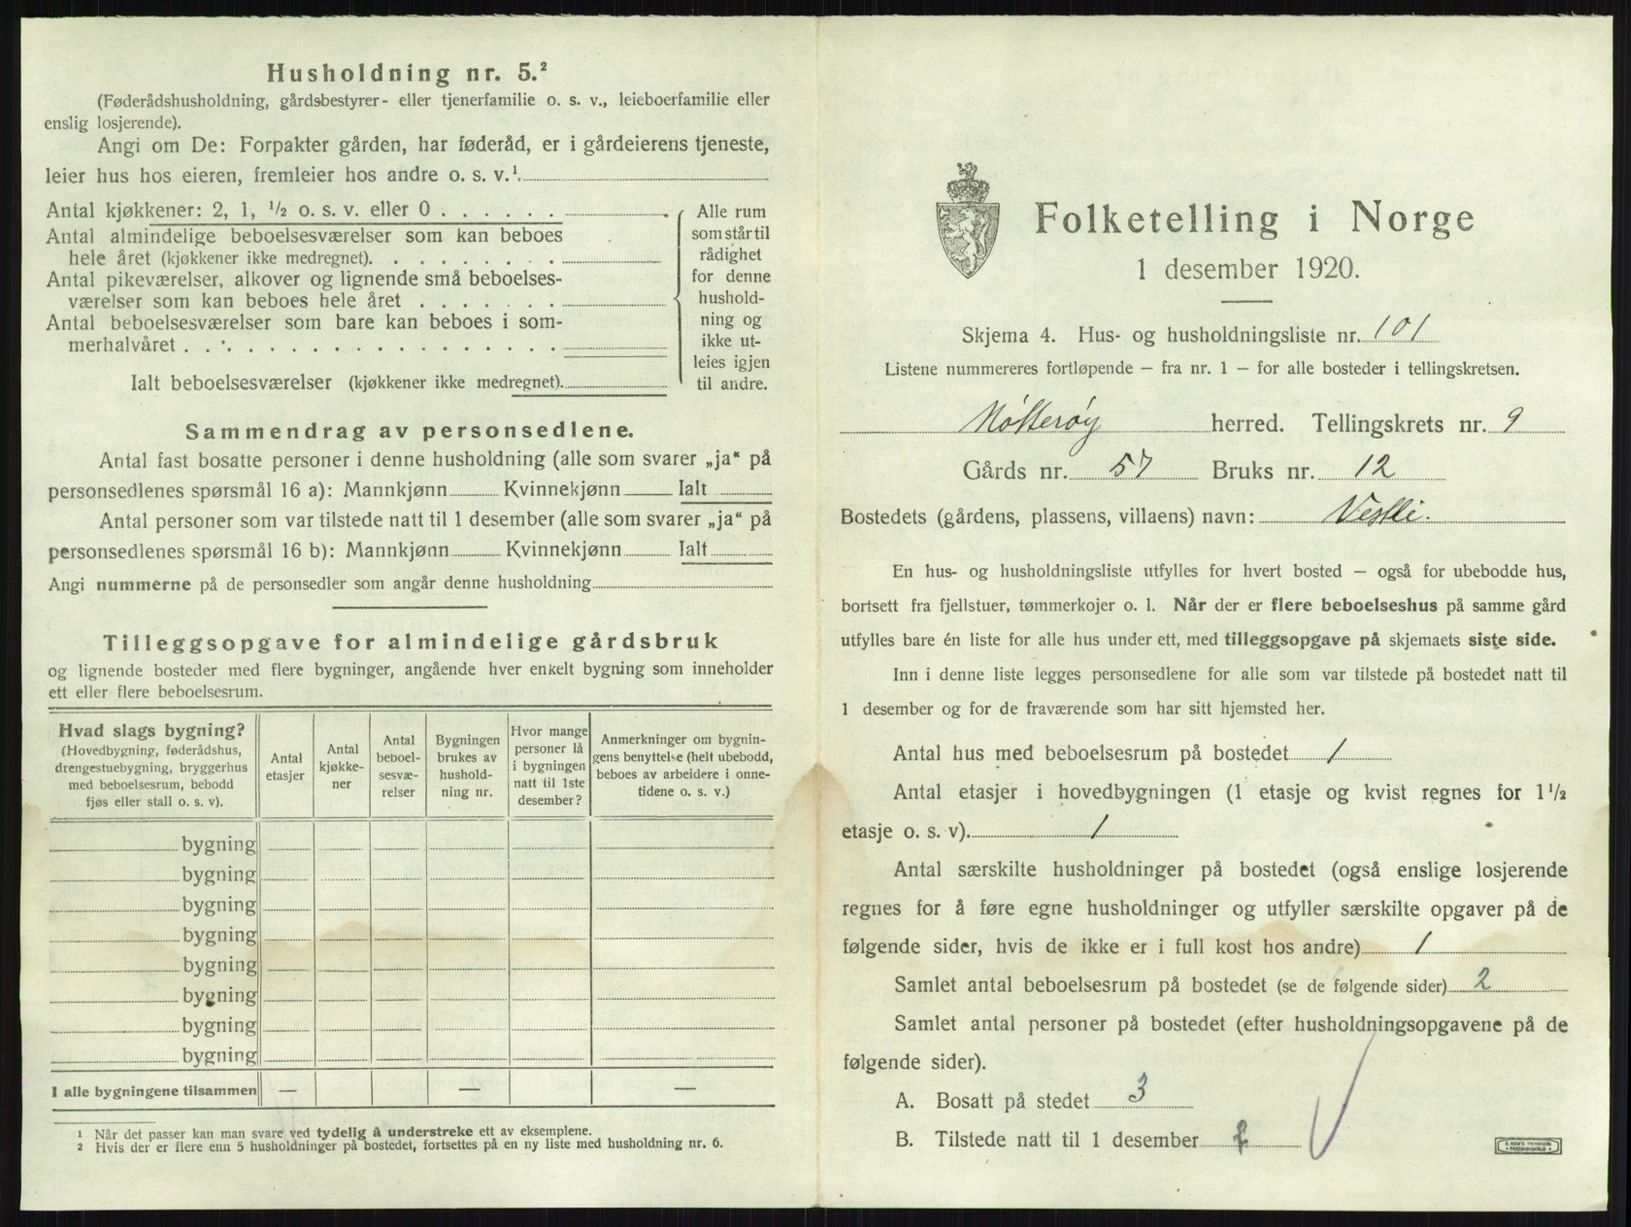 Husholdning nr. 5.²
(Føderådshusholdning, gårdsbestyrer- eller tjenerfamilie o. s. v., leieboerfamilie eller
enslig losjerende).
Angi om De: Forpakter gården, har føderåd, er i gårdeierens tjeneste,
leier hus hos eieren, fremleier hos andre o. s. v.¹
Antal kjøkkener: 2, 1, ½ o. s. v. eller 0 . . . . . .
Antal almindelige beboelsesværelser som kan beboes
hele året (kjøkkener ikke medregnet). . . . . . . . .
Antal pikeværelser, alkover og lignende små beboelses-
værelser som kan beboes hele året . . . . . . .
Antal beboelsesværelser som bare kan beboes i som-
merhalvåret . . . . . . . . . . . . . . . . . .
Ialt beboelsesværelser (kjøkkener ikke medregnet).
Alle rum
som står til
rådighet
for denne
hushold-
ning og
ikke ut-
leies igjen
til andre.
Sammendrag av personsedlene.
Antal fast bosatte personer i denne husholdning (alle som svarer „ja“ på
personsedlenes spørsmål 16 a): Mannkjønn Kvinnekjønn Ialt
Antal personer som var tilstede natt til 1 desember (alle som svarer „ja“ på
personsedlenes spørsmål 16 b): Mannkjønn Kvinnekjønn Ialt
Angi nummerne på de personsedler som angår denne husholdning
Tilleggsopgave for almindelige gårdsbruk
og lignende bosteder med flere bygninger, angående hver enkelt bygning som inneholder
ett eller flere beboelsesrum.
Hvad slags bygning?
(Hovedbygning, føderådshus,
drengestuebygning, bryggerhus
med beboelsesrum, bebodd
fjøs eller stall o. s. v).
Antal
etasjer
Antal
kjøkke-
ner
Antal
beboel-
sesvæ-
relser
Bygningen
brukes av
hushold-
ning nr.
Hvor mange
personer lå
i bygningen
natt til 1ste
desember?
Anmerkninger om bygnin-
gens benyttelse (helt ubebodd,
beboes av arbeidere i onne-
tidene o. s. v.)
bygning
bygning
bygning
bygning
bygning
bygning
bygning
bygning
I alle bygningene tilsammen — — —
¹ Når det passer kan man svare ved tydelig å understreke ett av eksemplene.
² Hvis der er flere enn 5 husholdninger på bostedet, fortsettes på en ny liste med husholdning nr. 6.
Folketelling i Norge
1 desember 1920.
Skjema 4. Hus- og husholdningsliste nr. 101
Listene nummereres fortløpende — fra nr. 1 — for alle bosteder i tellingskretsen.
Nøtterøy herred. Tellingskrets nr. 9
Gårds nr. 57 Bruks nr. 12
Bostedets (gårdens, plassens, villaens) navn: Vestli.
En hus- og husholdningsliste utfylles for hvert bosted — også for ubebodde hus,
bortsett fra fjellstuer, tømmerkojer o. l. Når der er flere beboelseshus på samme gård
utfylles bare én liste for alle hus under ett, med tilleggsopgave på skjemaets siste side.
Inn i denne liste legges personsedlene for alle som var tilstede på bostedet natt til
1 desember og for de fraværende som har sitt hjemsted her.
Antal hus med beboelsesrum på bostedet 1
Antal etasjer i hovedbygningen (1 etasje og kvist regnes for 1½
etasje o. s. v). 1
Antal særskilte husholdninger på bostedet (også enslige losjerende
regnes for å føre egne husholdninger og utfyller særskilte opgaver på de
følgende sider, hvis de ikke er i full kost hos andre) 1
Samlet antal beboelsesrum på bostedet (se de følgende sider) 2
Samlet antal personer på bostedet (efter husholdningsopgavene på de
følgende sider).
A. Bosatt på stedet 3
B. Tilstede natt til 1 desember 2